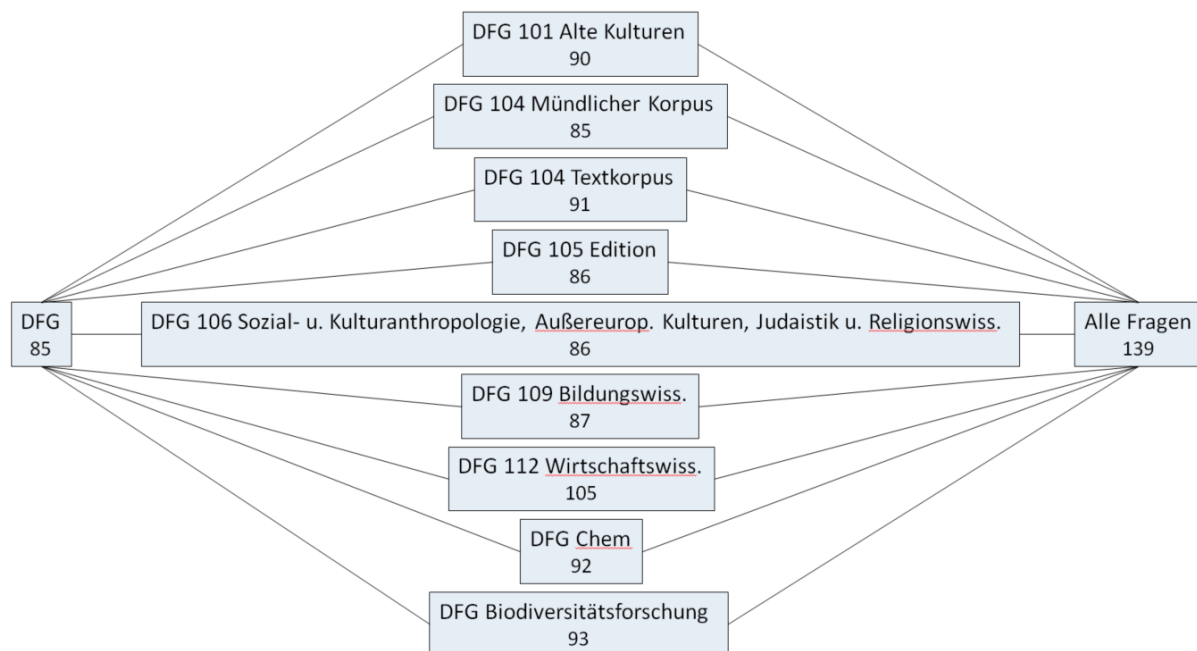 DFG 101 Alte Kulturen
90
DFG 104 Mündlicher Korpus
85
DFG 104 Textkorpus
91
DFG 105 Edition
86
DFG
85
DFG 106 Sozial- u. Kulturanthropologie, Außereurop. Kulturen, Judaistik u. Religionswiss.
86
Alle Fragen
139
DFG 109 Bildungswiss.
87
DFG 112 Wirtschaftswiss.
105
DFG Chem
92
DFG Biodiversitätsforschung
93